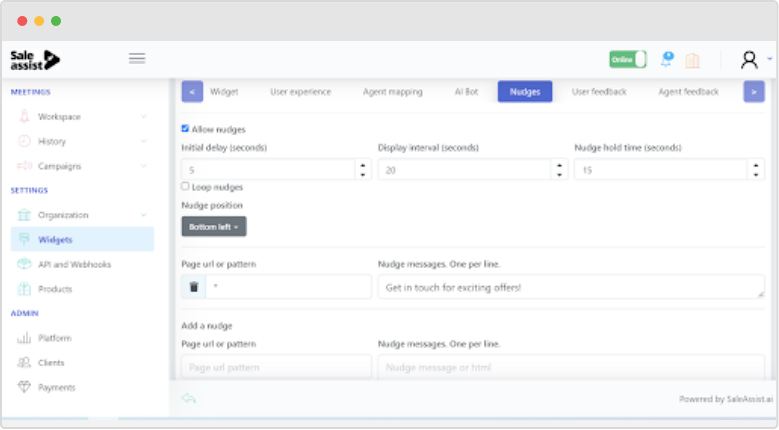 Sale
assist
Online
MEETINGS
Workspace
History
Campaigns
SETTINGS
Organization
Widgets
API and Webhooks
Products
ADMIN
Platform
Clients
Payments
< Widget User experience Agent mapping AI Bot Nudges User feedback Agent feedback >
Allow nudges
Initial delay (seconds) Display interval (seconds) Nudge hold time (seconds)
5 20 15
Loop nudges
Nudge position
Bottom left
Page url or pattern Nudge messages. One per line.
* Get in touch for exciting offers!
Add a nudge
Page url or pattern Nudge messages. One per line.
Page url pattern Nudge message or html
Powered by SaleAssist.ai